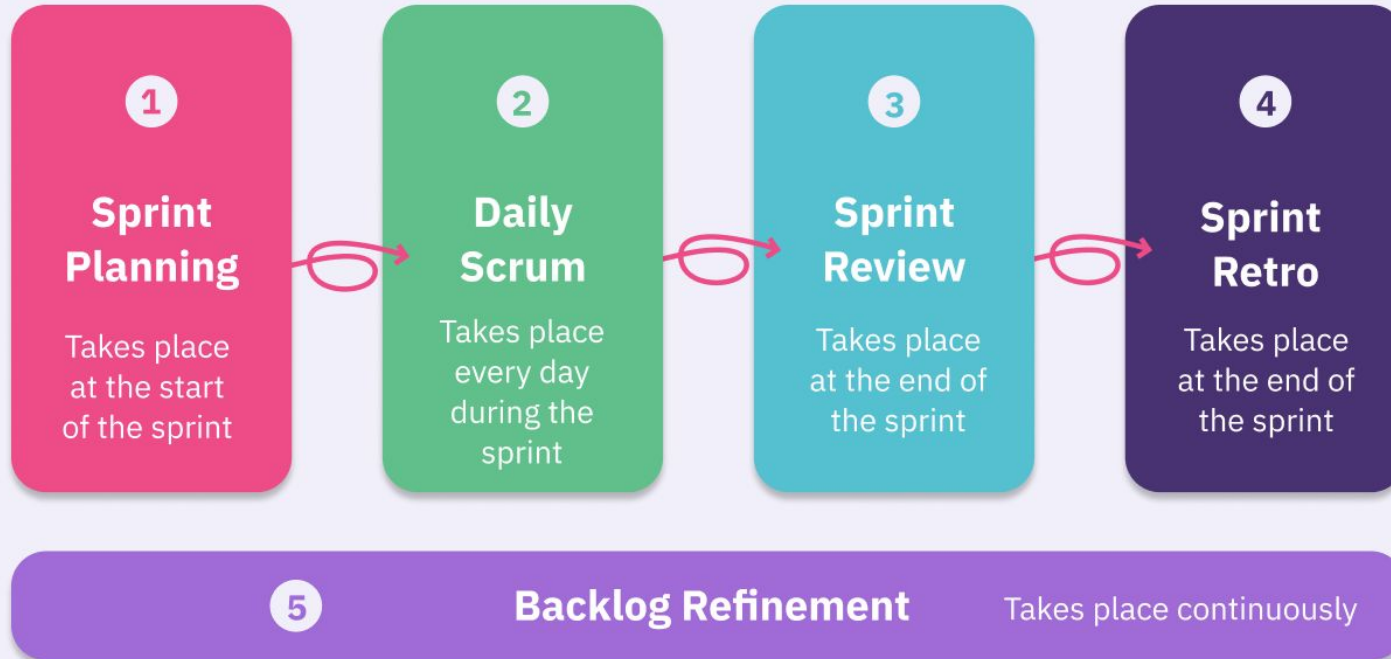 1
Sprint
Planning
Takes place
at the start
of the sprint
2
Daily
Scrum
Takes place
every day
during the
sprint
3
Sprint
Review
Takes place
at the end of
the sprint
4
Sprint
Retro
Takes place
at the end of
the sprint
5
Backlog Refinement
Takes place continuously